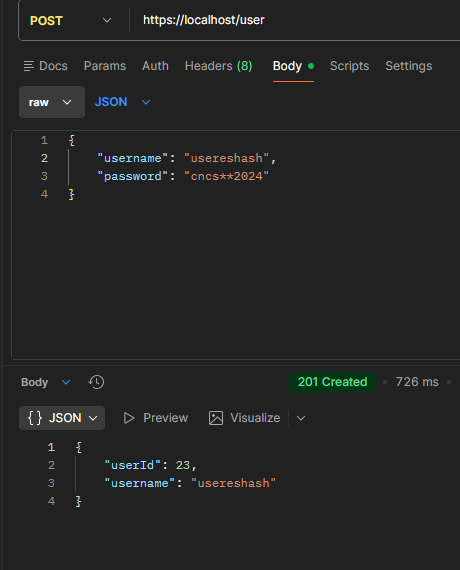 POST https://localhost/user
Docs Params Auth Headers (8) Body Scripts Settings
raw JSON
1 {
2 "username": "usereshash",
3 "password": "cncs**2024"
4 }
Body 201 Created 726 ms
{} JSON Preview Visualize
1 {
2 "userId": 23,
3 "username": "usereshash"
4 }